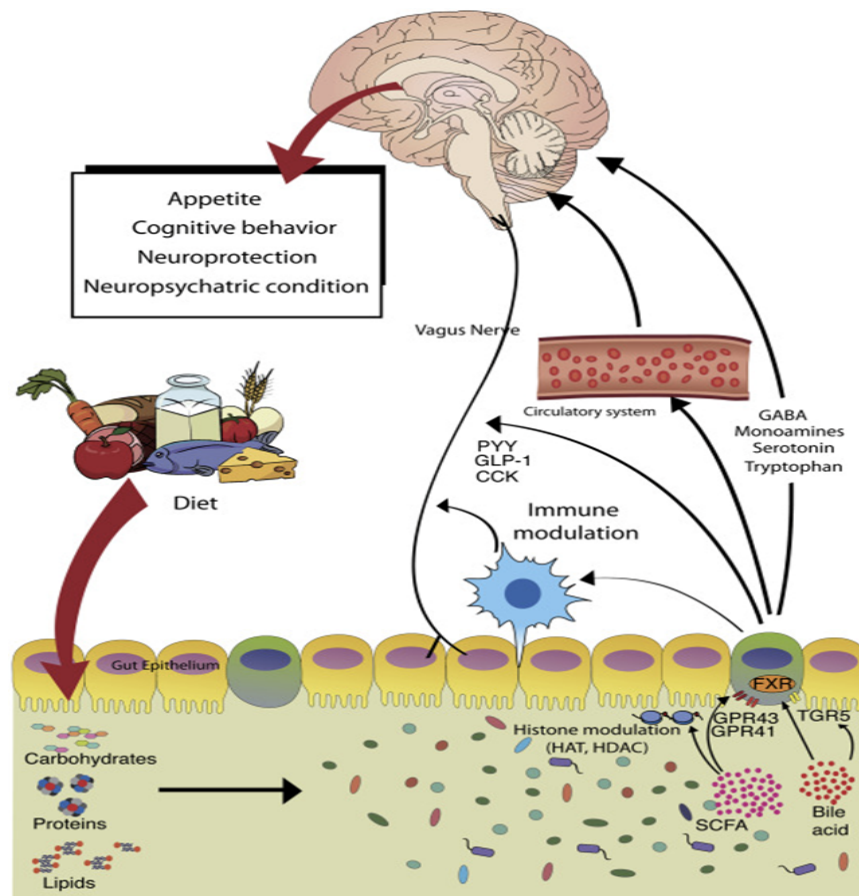 Appetite
Cognitive behavior
Neuroprotection
Neuropsychatric condition
Vagus Nerve
Circulatory system
GABA
Monoamines
Serotonin
Tryptophan
PYY
GLP-1
CCK
Diet
Immune
modulation
Gut Epithelium
FXR
Carbohydrates
Proteins
Lipids
Histone modulation
(HAT, HDAC)
GPR43
GPR41
TGR5
SCFA
Bile
acid